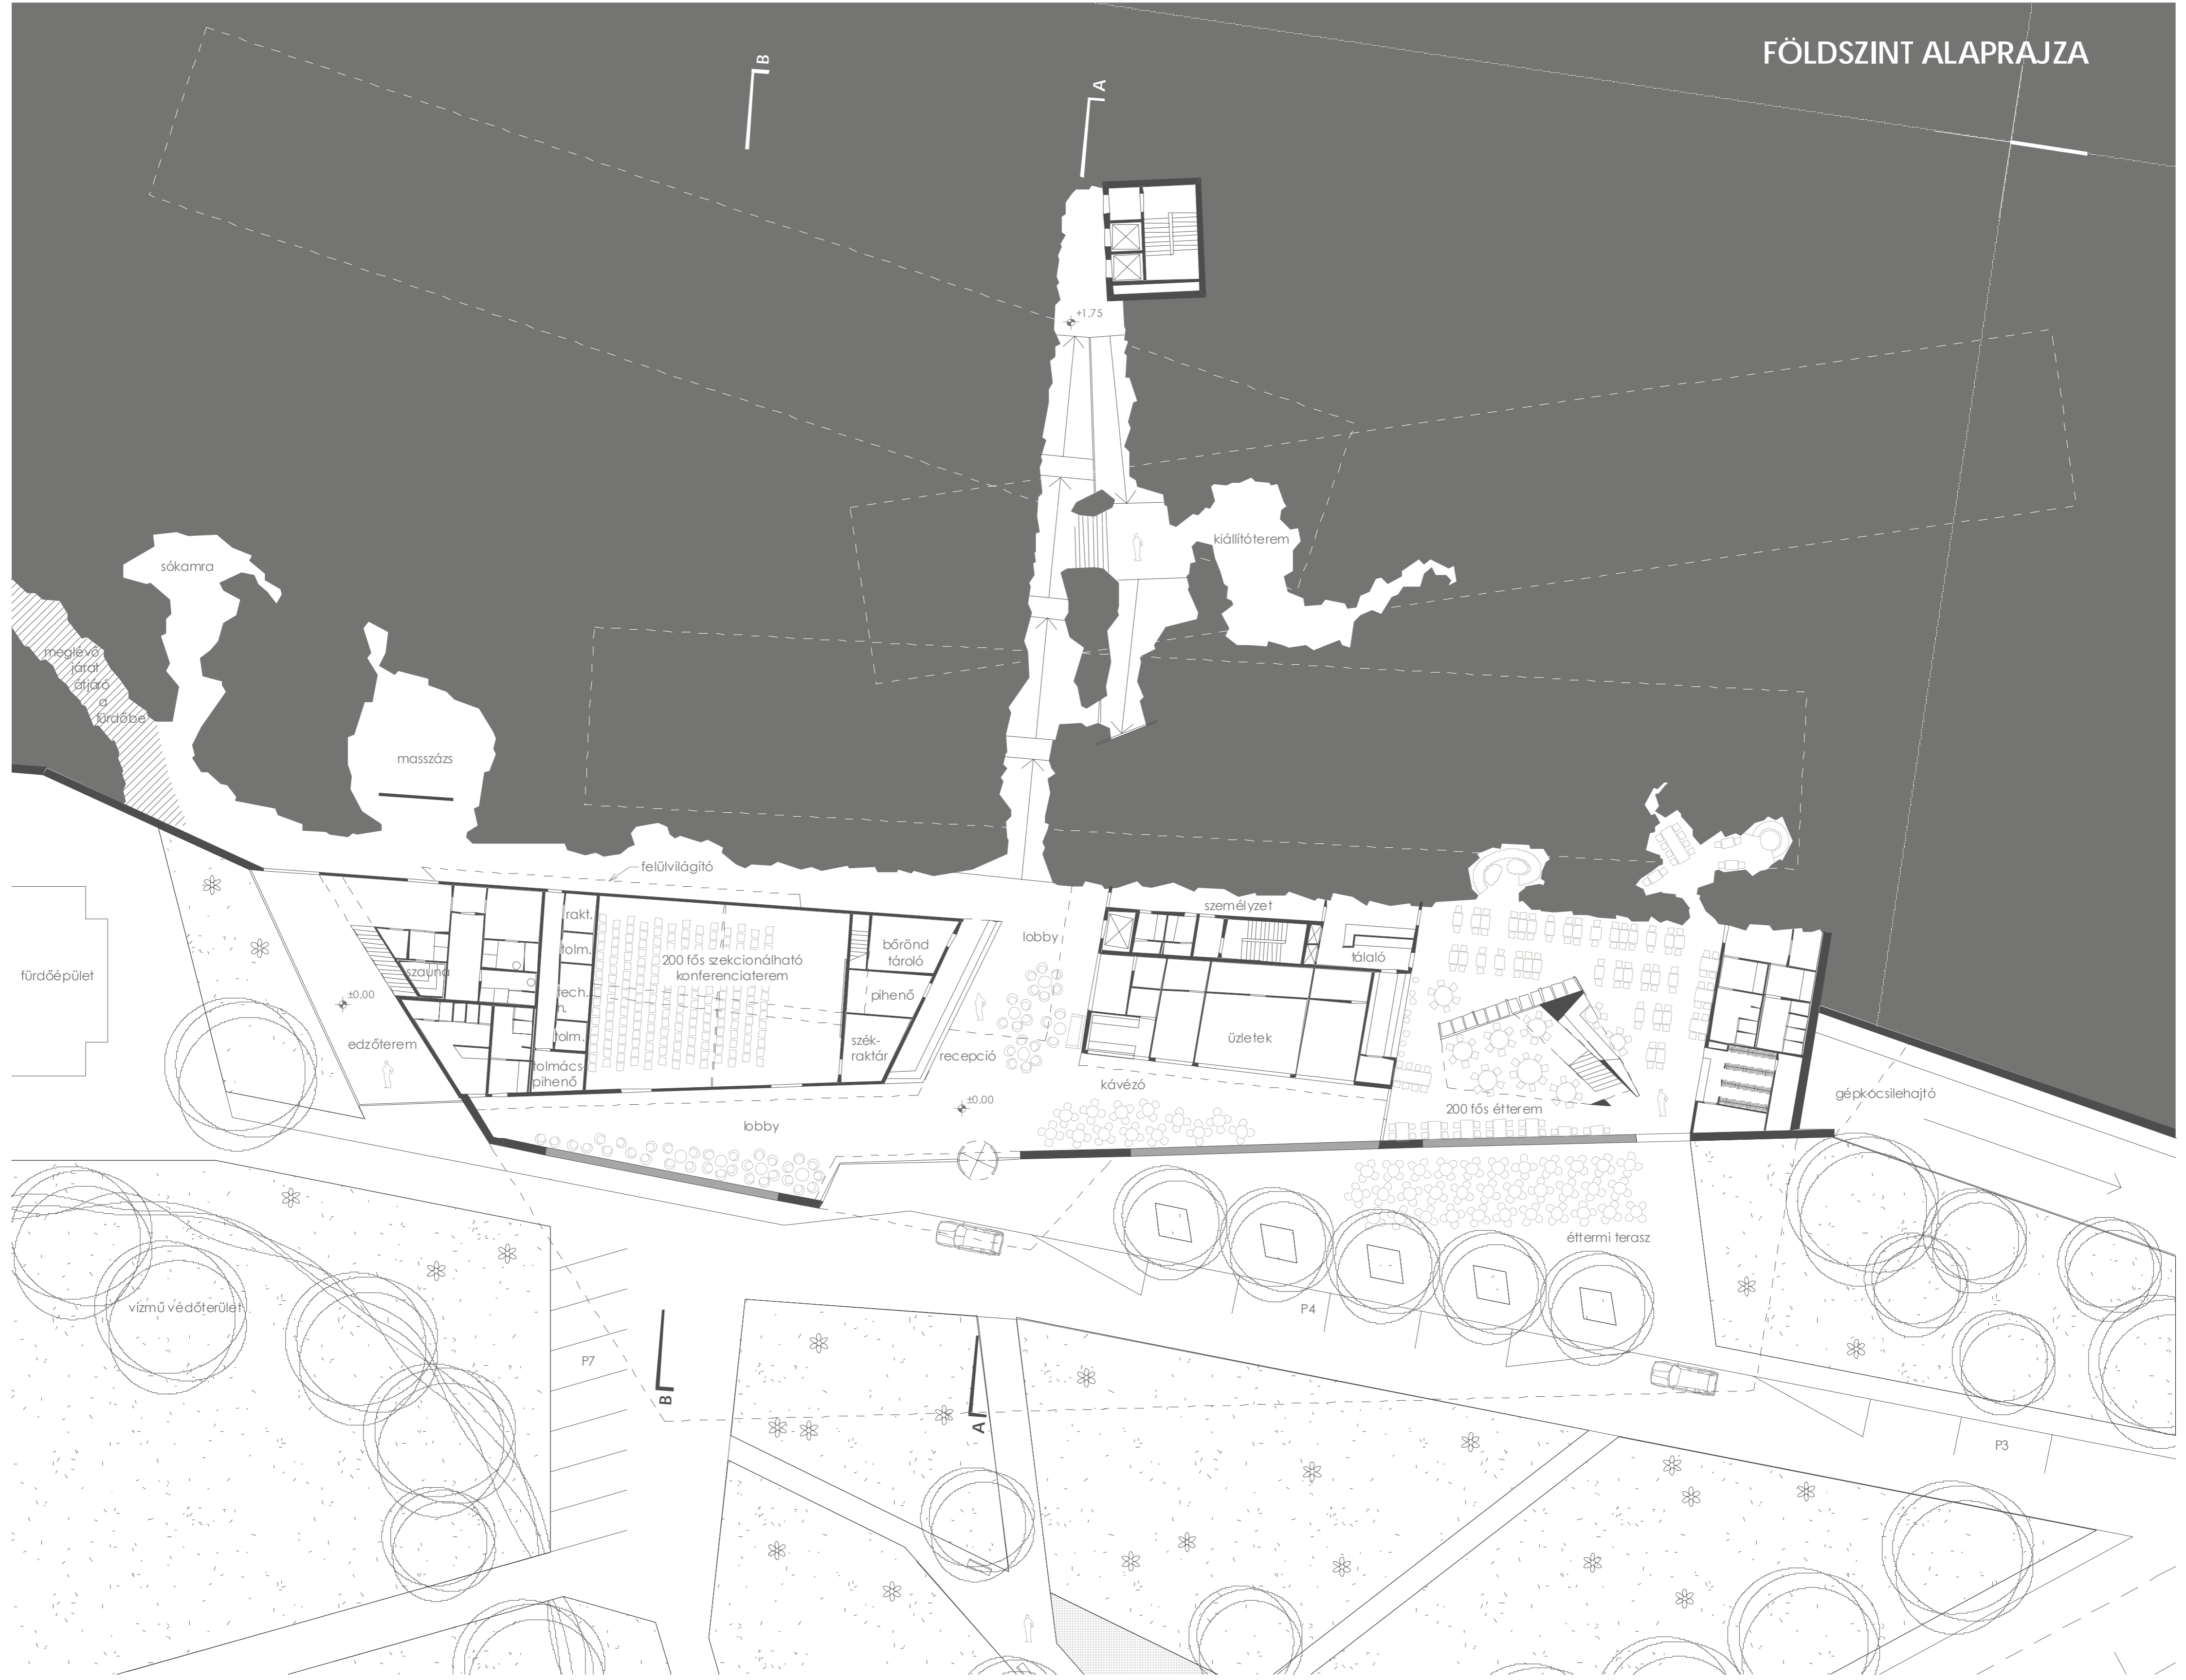 FÖLDSZINT ALAPRAJZA
B
A
+1,75
kiállítóterem
sókamra
meglévő
járat
átjáró
a
fürdőbe
masszázs
felülvilágító
személyzet
rakt.
lobby
bőrönd
tároló
tolm.
200 fős szekcionálható
konferenciaterem
tálaló
fürdőépület
szauna
±0,00
tech.
h.
pihenő
edzőterem
tolm.
szék-
raktár
recepció
üzletek
tolmács-
pihenő
kávézó
±0,00
200 fős étterem
gépkocsilehajtó
lobby
éttermi terasz
vízmű védőterület
P4
P7
B
A
P3